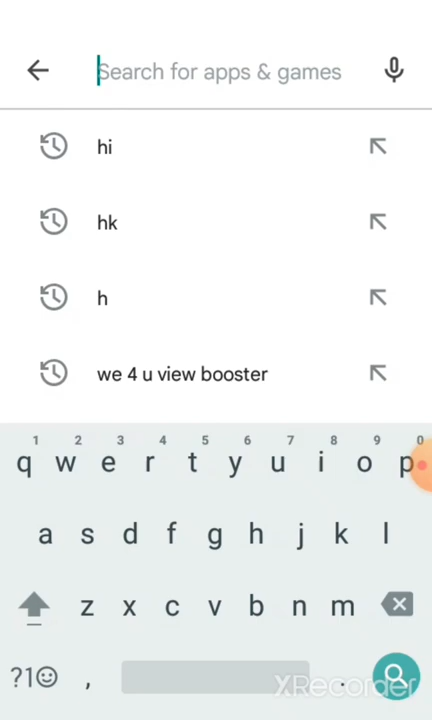 Search for apps & games
hi
hk
h
we 4 u view booster
1 2 3 4 5 6 7 8 9 0
q w e r t y u i o p
a s d f g h j k l
z x c v b n m
?1☺ , .
XRecorder